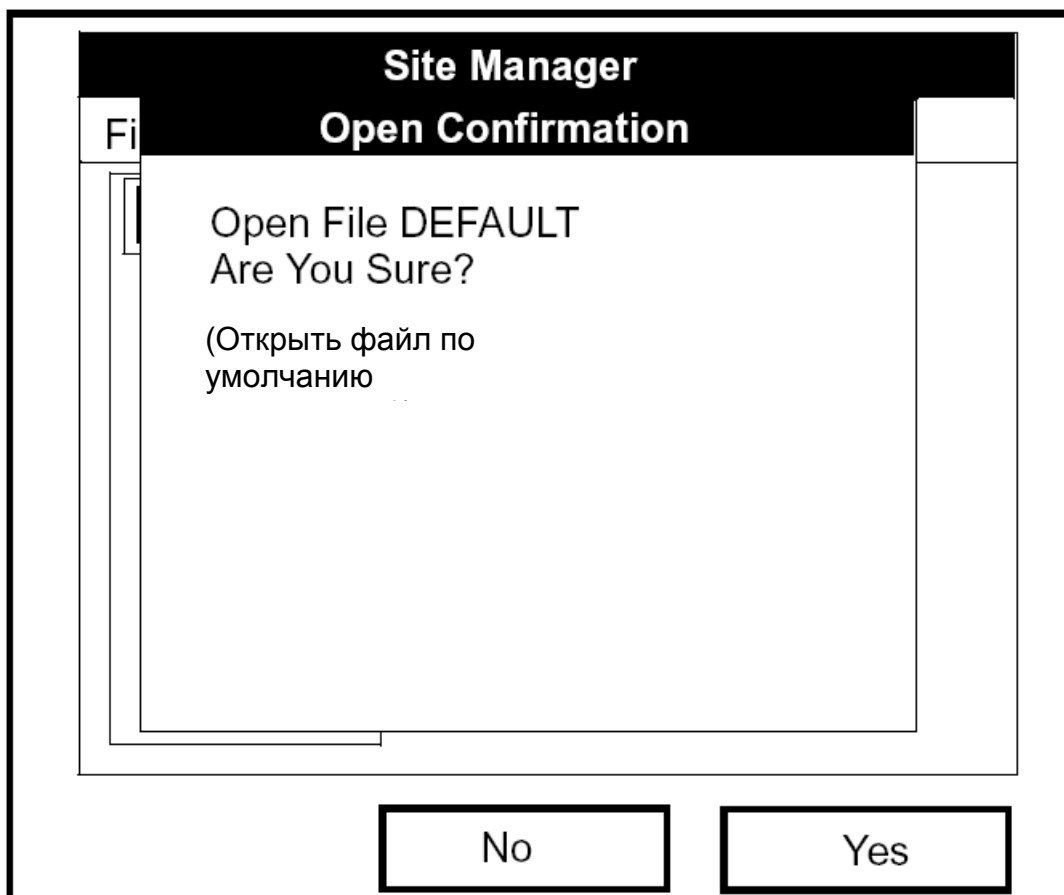 Site Manager
Open Confirmation
Fi
Open File DEFAULT
Are You Sure?
(Открыть файл по
умолчанию
No
Yes